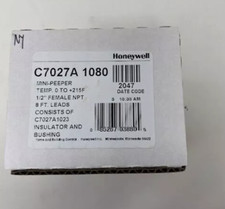 Honeywell
C7027A 1080
MINI-PEEPER
TEMP. 0 TO +215F
1/2" FEMALE NPT
8 FT. LEADS
CONSISTS OF
C7027A1023
INSULATOR AND
BUSHING
2047
DATE CODE